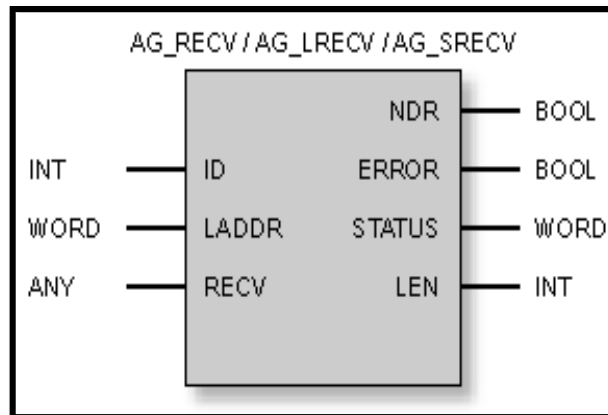 AG_RECV / AG_LRECV / AG_SRECV
NDR BOOL
INT ID ERROR BOOL
WORD LADDR STATUS WORD
ANY RECV LEN INT